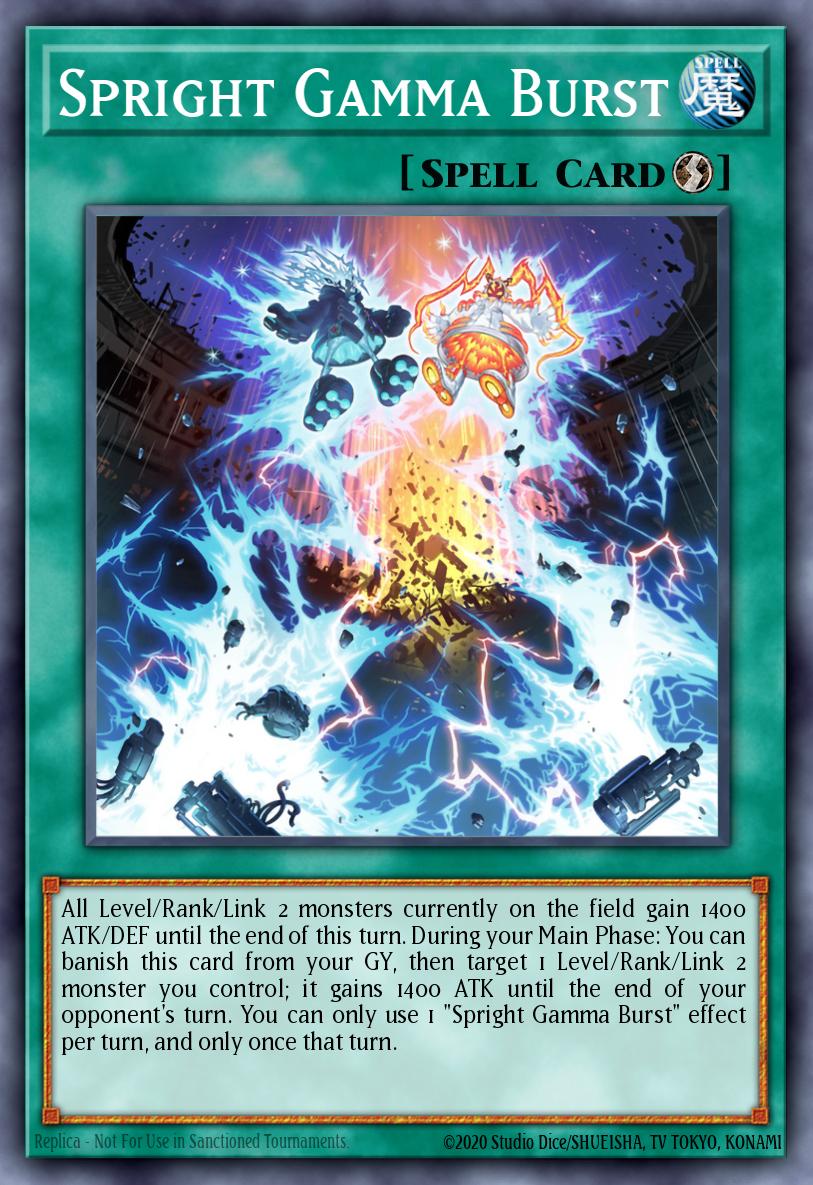 Spright Gamma Burst
SPELL
魔
[Spell Card]
All Level/Rank/Link 2 monsters currently on the field gain 1400
ATK/DEF until the end of this turn. During your Main Phase: You can
banish this card from your GY, then target 1 Level/Rank/Link 2
monster you control; it gains 1400 ATK until the end of your
opponent's turn. You can only use 1 "Spright Gamma Burst" effect
per turn, and only once that turn.
Replica - Not For Use in Sanctioned Tournaments.
©2020 Studio Dice/SHUEISHA, TV TOKYO, KONAMI